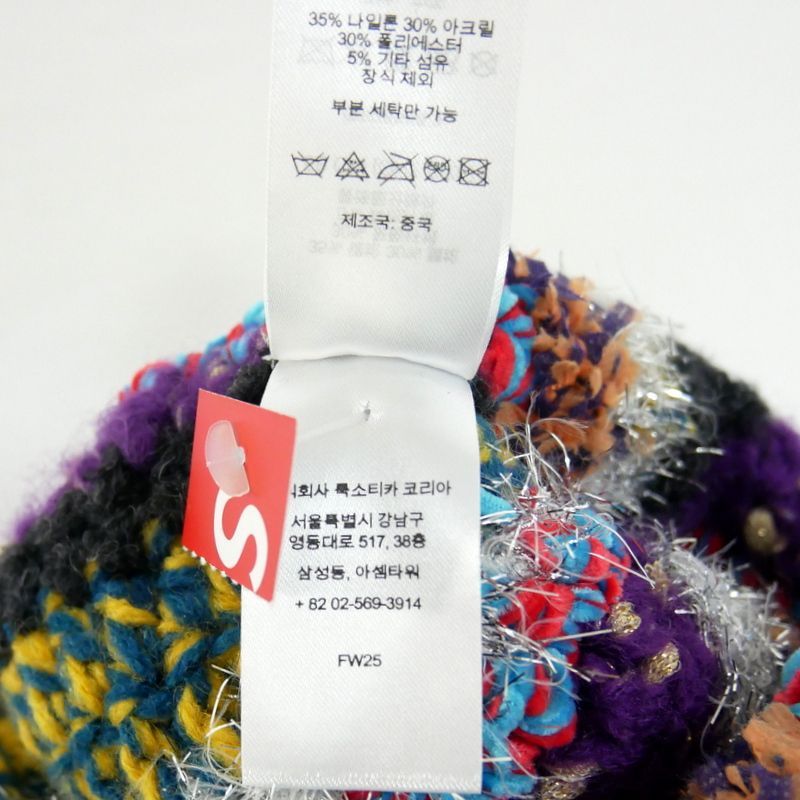 35% 나일론 30% 아크릴
30% 폴리에스터
5% 기타 섬유
장식 제외
부분 세탁만 가능
제조국: 중국
룩소티카 코리아
서울특별시 강남구
영동대로 517, 38층
삼성동, 아셈타워
+ 82 02-569-3914
FW25
S